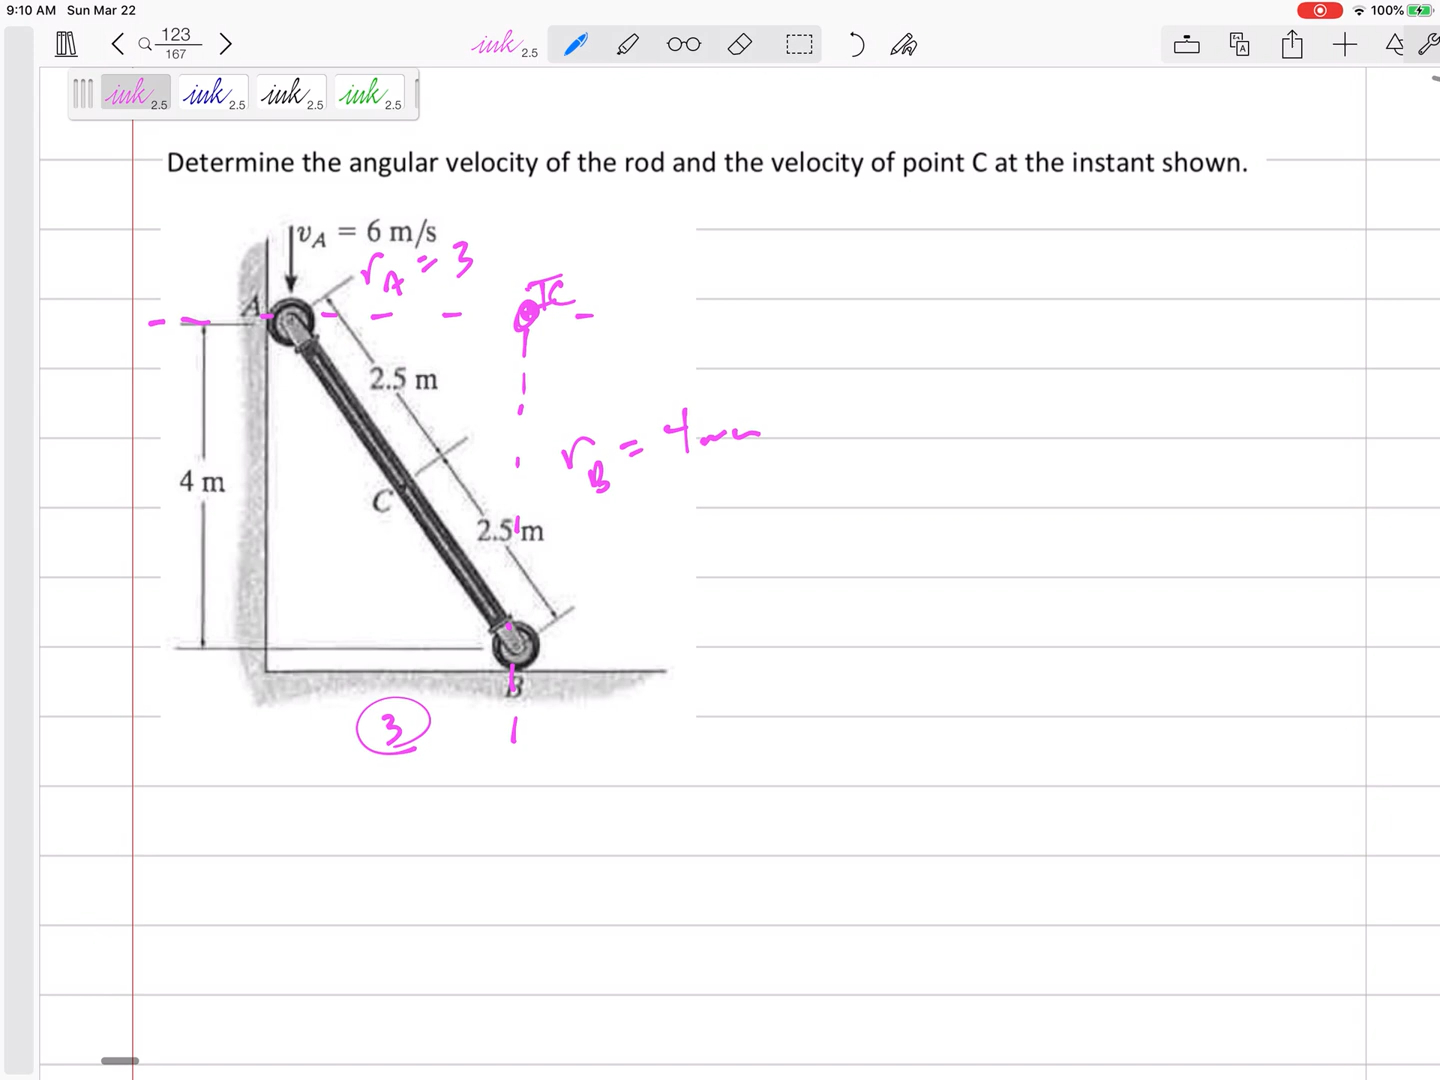 9:10 AM Sun Mar 22
100%
123
167
ink 2.5
ink 2.5
ink 2.5
ink 2.5
ink 2.5
Determine the angular velocity of the rod and the velocity of point C at the instant shown.
vA = 6 m/s
rA = 3
IC
A
2.5 m
rB = 4m
4 m
C
2.5 m
B
3